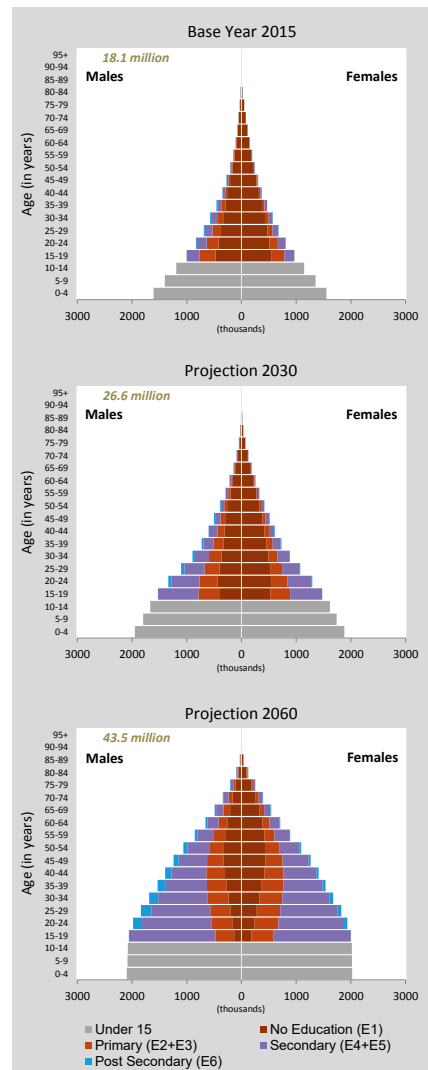 Base Year 2015
18.1 million
Males
Females
Age (in years)
95+
90-94
85-89
80-84
75-79
70-74
65-69
60-64
55-59
50-54
45-49
40-44
35-39
30-34
25-29
20-24
15-19
10-14
5-9
0-4
3000 2000 1000 0 1000 2000 3000
(thousands)
Projection 2030
26.6 million
Males
Females
Age (in years)
95+
90-94
85-89
80-84
75-79
70-74
65-69
60-64
55-59
50-54
45-49
40-44
35-39
30-34
25-29
20-24
15-19
10-14
5-9
0-4
3000 2000 1000 0 1000 2000 3000
(thousands)
Projection 2060
43.5 million
Males
Females
Age (in years)
95+
90-94
85-89
80-84
75-79
70-74
65-69
60-64
55-59
50-54
45-49
40-44
35-39
30-34
25-29
20-24
15-19
10-14
5-9
0-4
3000 2000 1000 0 1000 2000 3000
(thousands)
Under 15 No Education (E1)
Primary (E2+E3) Secondary (E4+E5)
Post Secondary (E6)